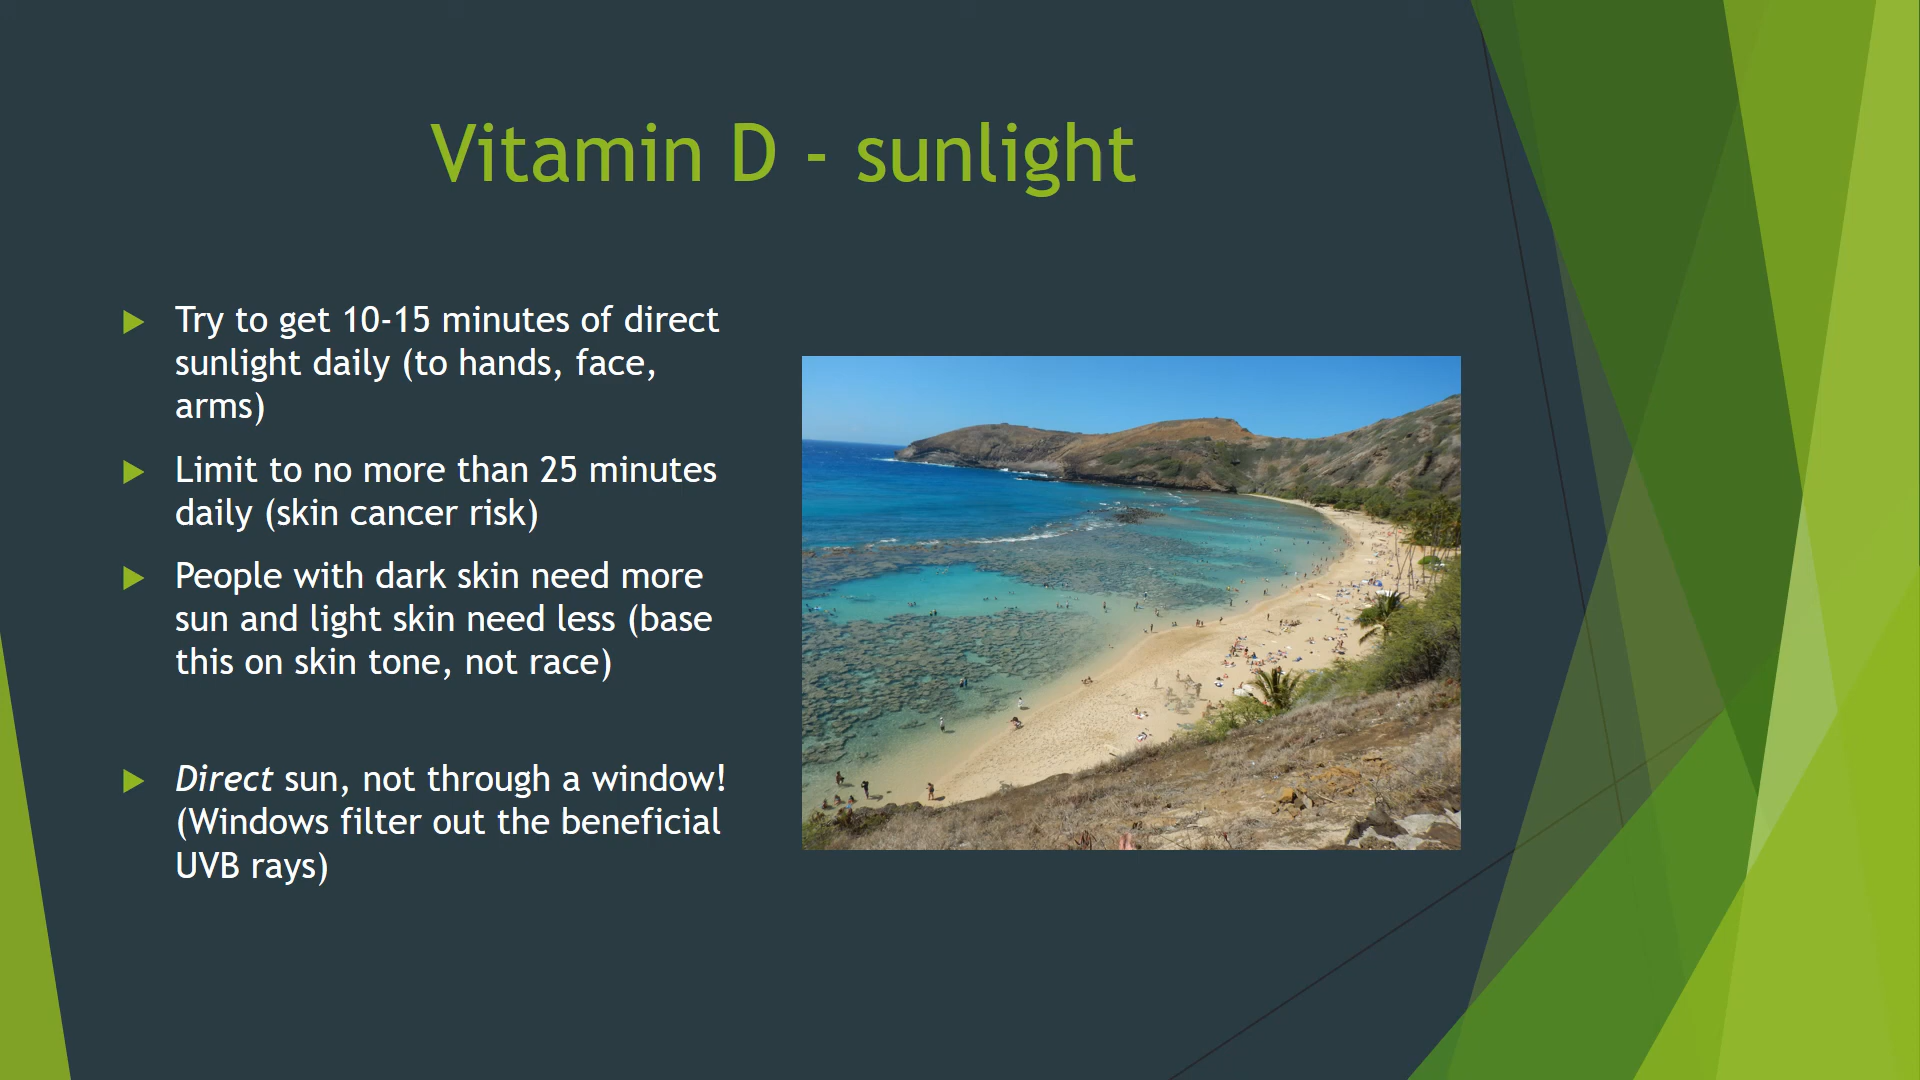 Vitamin D - sunlight
Try to get 10-15 minutes of direct
sunlight daily (to hands, face,
arms)
Limit to no more than 25 minutes
daily (skin cancer risk)
People with dark skin need more
sun and light skin need less (base
this on skin tone, not race)
Direct sun, not through a window!
(Windows filter out the beneficial
UVB rays)